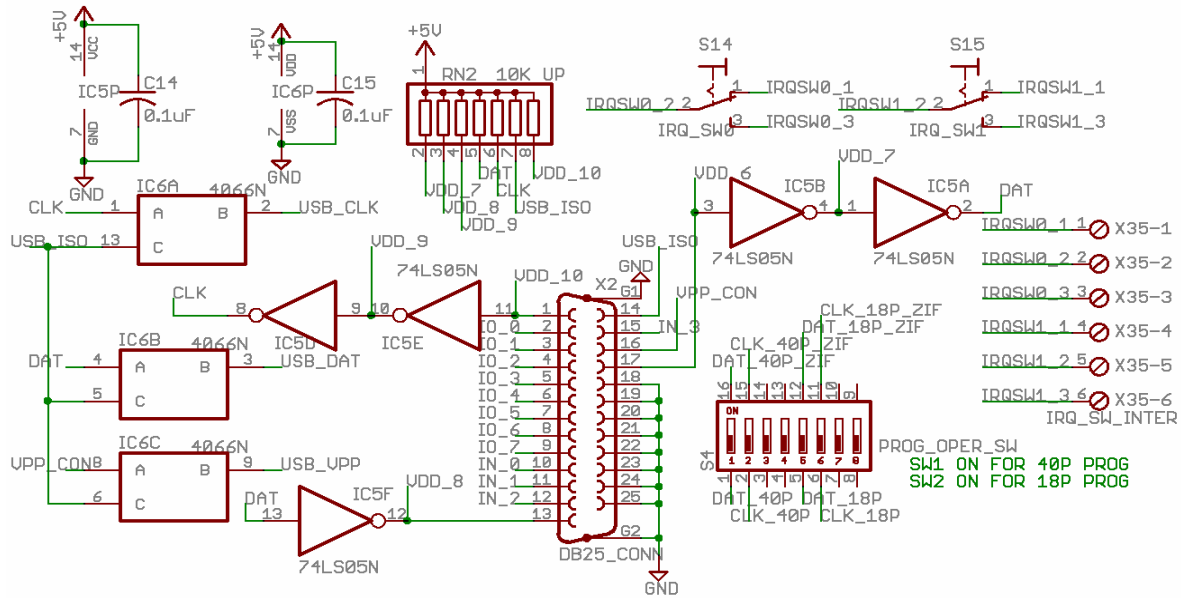 +5V
14
VCC
IC5P
C14
0.1uF
7
GND
GND
+5V
14
VDD
IC6P
C15
0.1uF
7
VSS
GND
+5V
1
RN2 10K UP
2 3 4 5 6 7 8
DAT
VDD_10
VDD_7
CLK
VDD_8
USB_ISO
VDD_9
S14
IRQSW0_2 2
1 IRQSW0_1
3 IRQSW0_3
IRQ_SW0
S15
IRQSW1_2 2
1 IRQSW1_1
3 IRQSW1_3
IRQ_SW1
IC6A
4066N
CLK 1 A B 2 USB_CLK
USB_ISO 13 C
VDD_6
3 IC5B 4
VDD_7
1 IC5A 2
DAT
74LS05N
74LS05N
IRQSW0_1 1 X35-1
IRQSW0_2 2 X35-2
IRQSW0_3 3 X35-3
IRQSW1_1 4 X35-4
IRQSW1_2 5 X35-5
IRQSW1_3 6 X35-6
IRQ_SW_INTER
VDD_9
74LS05N
VDD_10
CLK 8 9 10 11
IC5D
IC5E
IC6B
4066N
DAT 4 A B 3 USB_DAT
5 C
IC6C
4066N
VPP_CON 8 A B 9 USB_VPP
6 C
DAT
13 IC5F 12
VDD_8
74LS05N
USB_ISO
GND
X2
G1
VPP_CON
IN_3
1 14
IO_0 2 15
IO_1 3 16
IO_2 4 17
IO_3 5 18
IO_4 6 19
IO_5 7 20
IO_6 8 21
IO_7 9 22
IN_0 10 23
IN_1 11 24
IN_2 12 25
13
G2
DB25_CONN
GND
CLK_18P_ZIF
DAT_18P_ZIF
CLK_40P_ZIF
DAT_40P_ZIF
16 15 14 13 12 11 10 9
ON
1 2 3 4 5 6 7 8
S4
PROG_OPER_SW
1 2 3 4 5 6 7 8
DAT_40P DAT_18P
CLK_40P CLK_18P
SW1 ON FOR 40P PROG
SW2 ON FOR 18P PROG